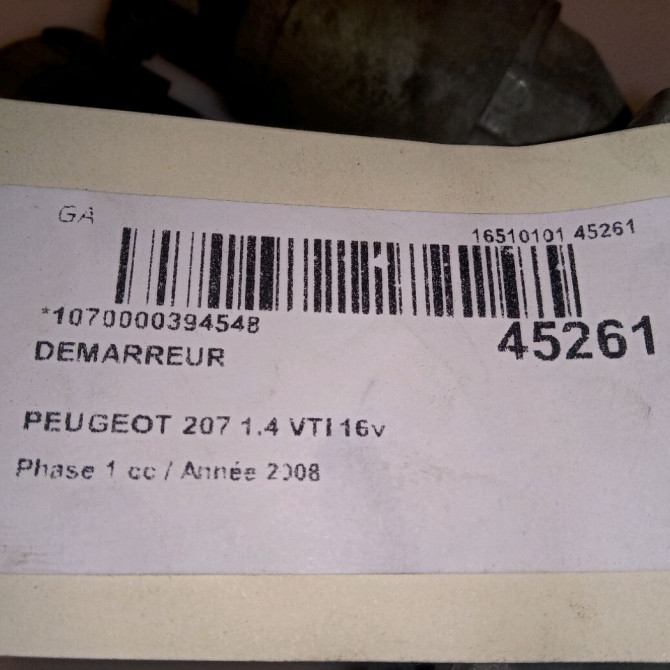 GA
16510101 45261
*1070000394548
45261
DEMARREUR
PEUGEOT 207 1.4 VTI 16v
Phase 1 cc / Année 2008